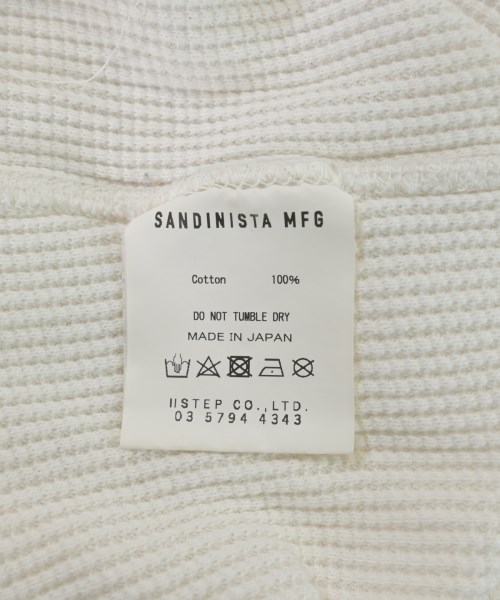 SANDINISTA MFG
Cotton 100%
DO NOT TUMBLE DRY
MADE IN JAPAN
IISTEP CO.,LTD.
03 5794 4343